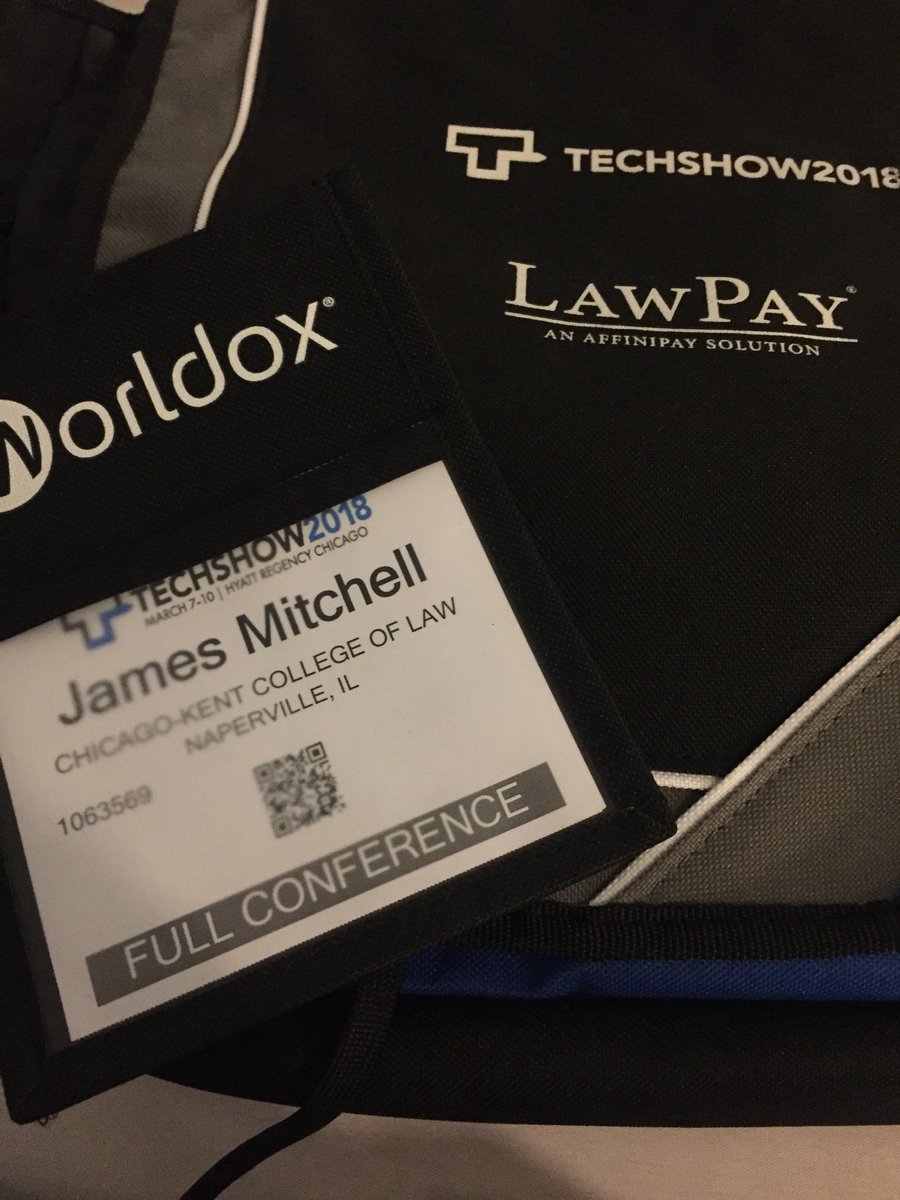 TECHSHOW2018
LAWPAY®
AN AFFINIPAY SOLUTION
Worldox®
TECHSHOW2018
MARCH 7-10 | HYATT REGENCY CHICAGO
James Mitchell
CHICAGO-KENT COLLEGE OF LAW
NAPERVILLE, IL
1063569
FULL CONFERENCE